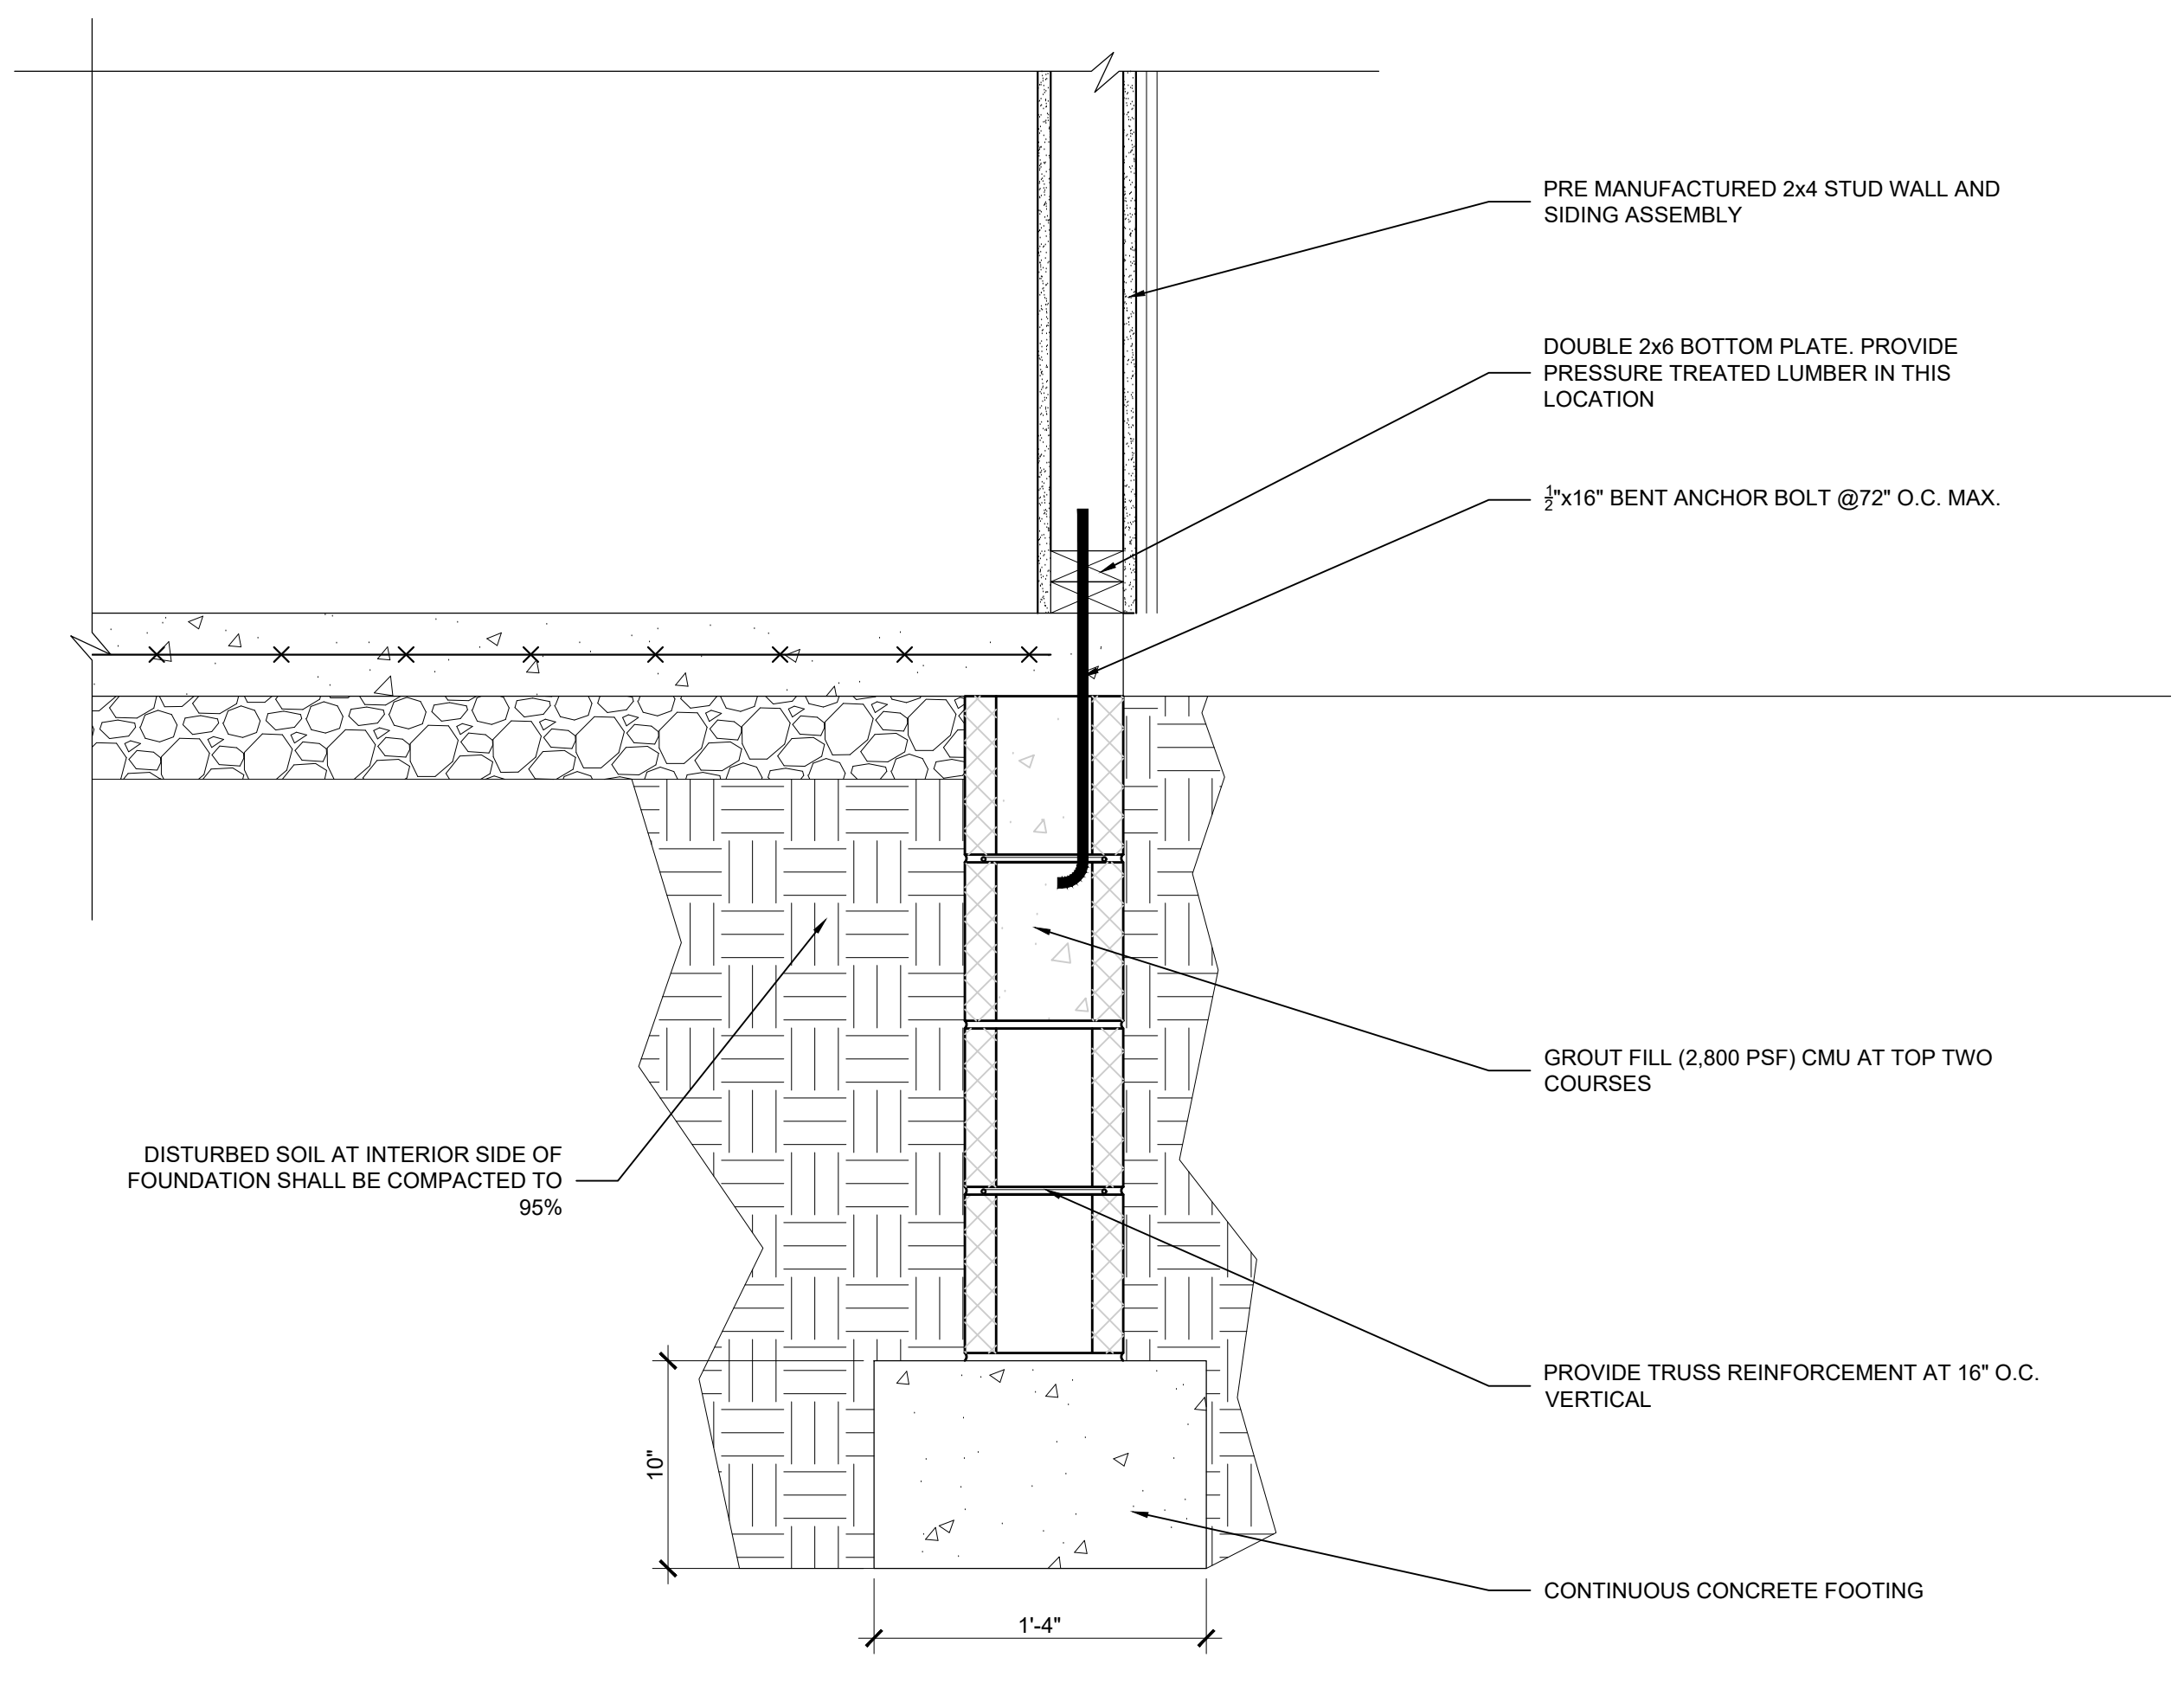 PRE MANUFACTURED 2x4 STUD WALL AND
SIDING ASSEMBLY
DOUBLE 2x6 BOTTOM PLATE. PROVIDE
PRESSURE TREATED LUMBER IN THIS
LOCATION
1/2"x16" BENT ANCHOR BOLT @72" O.C. MAX.
GROUT FILL (2,800 PSF) CMU AT TOP TWO
COURSES
DISTURBED SOIL AT INTERIOR SIDE OF
FOUNDATION SHALL BE COMPACTED TO
95%
PROVIDE TRUSS REINFORCEMENT AT 16" O.C.
VERTICAL
10"
CONTINUOUS CONCRETE FOOTING
1'-4"